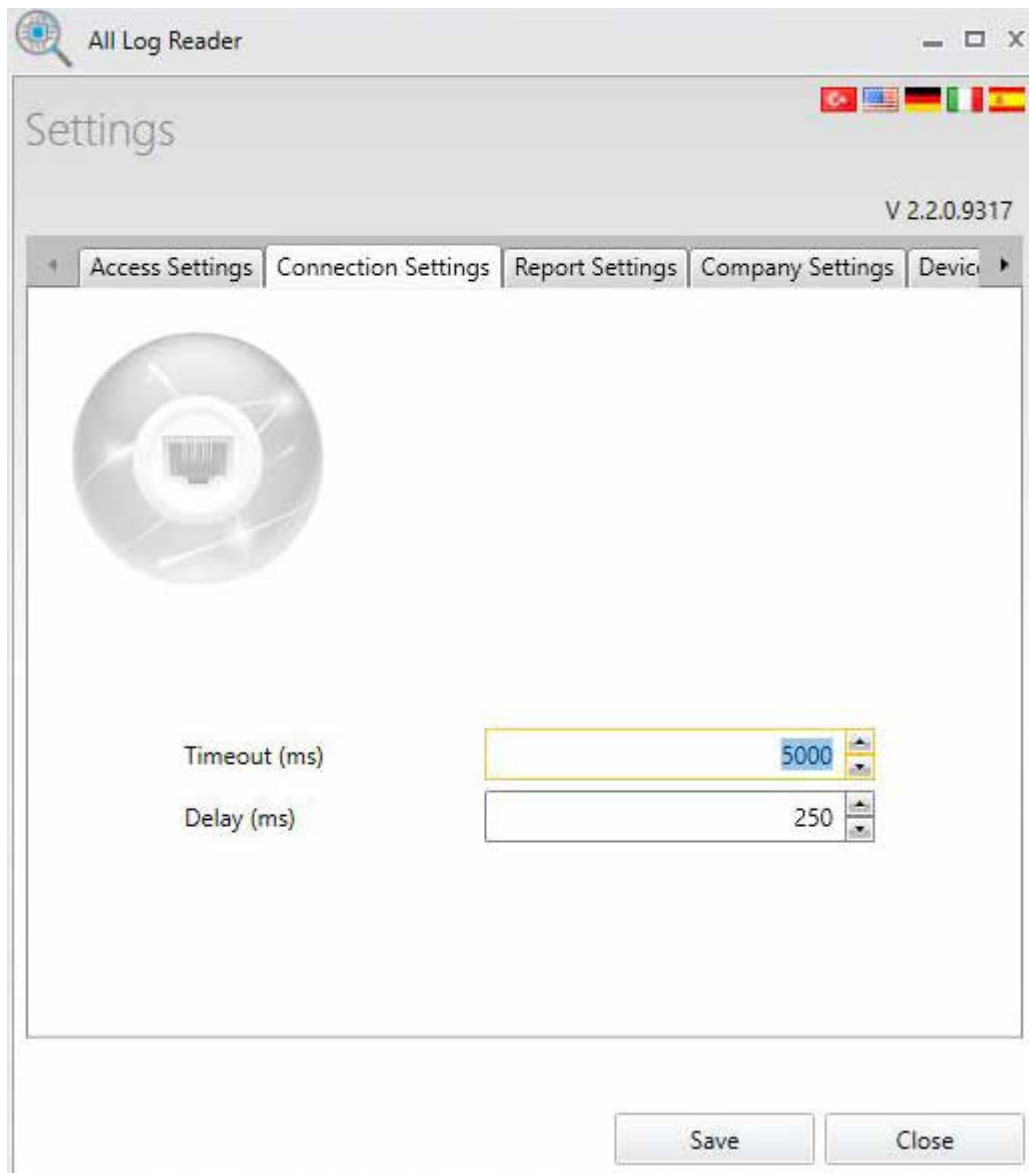 All Log Reader
Settings
V 2.2.0.9317
Access Settings Connection Settings Report Settings Company Settings Devic
Timeout (ms) 5000
Delay (ms) 250
Save Close